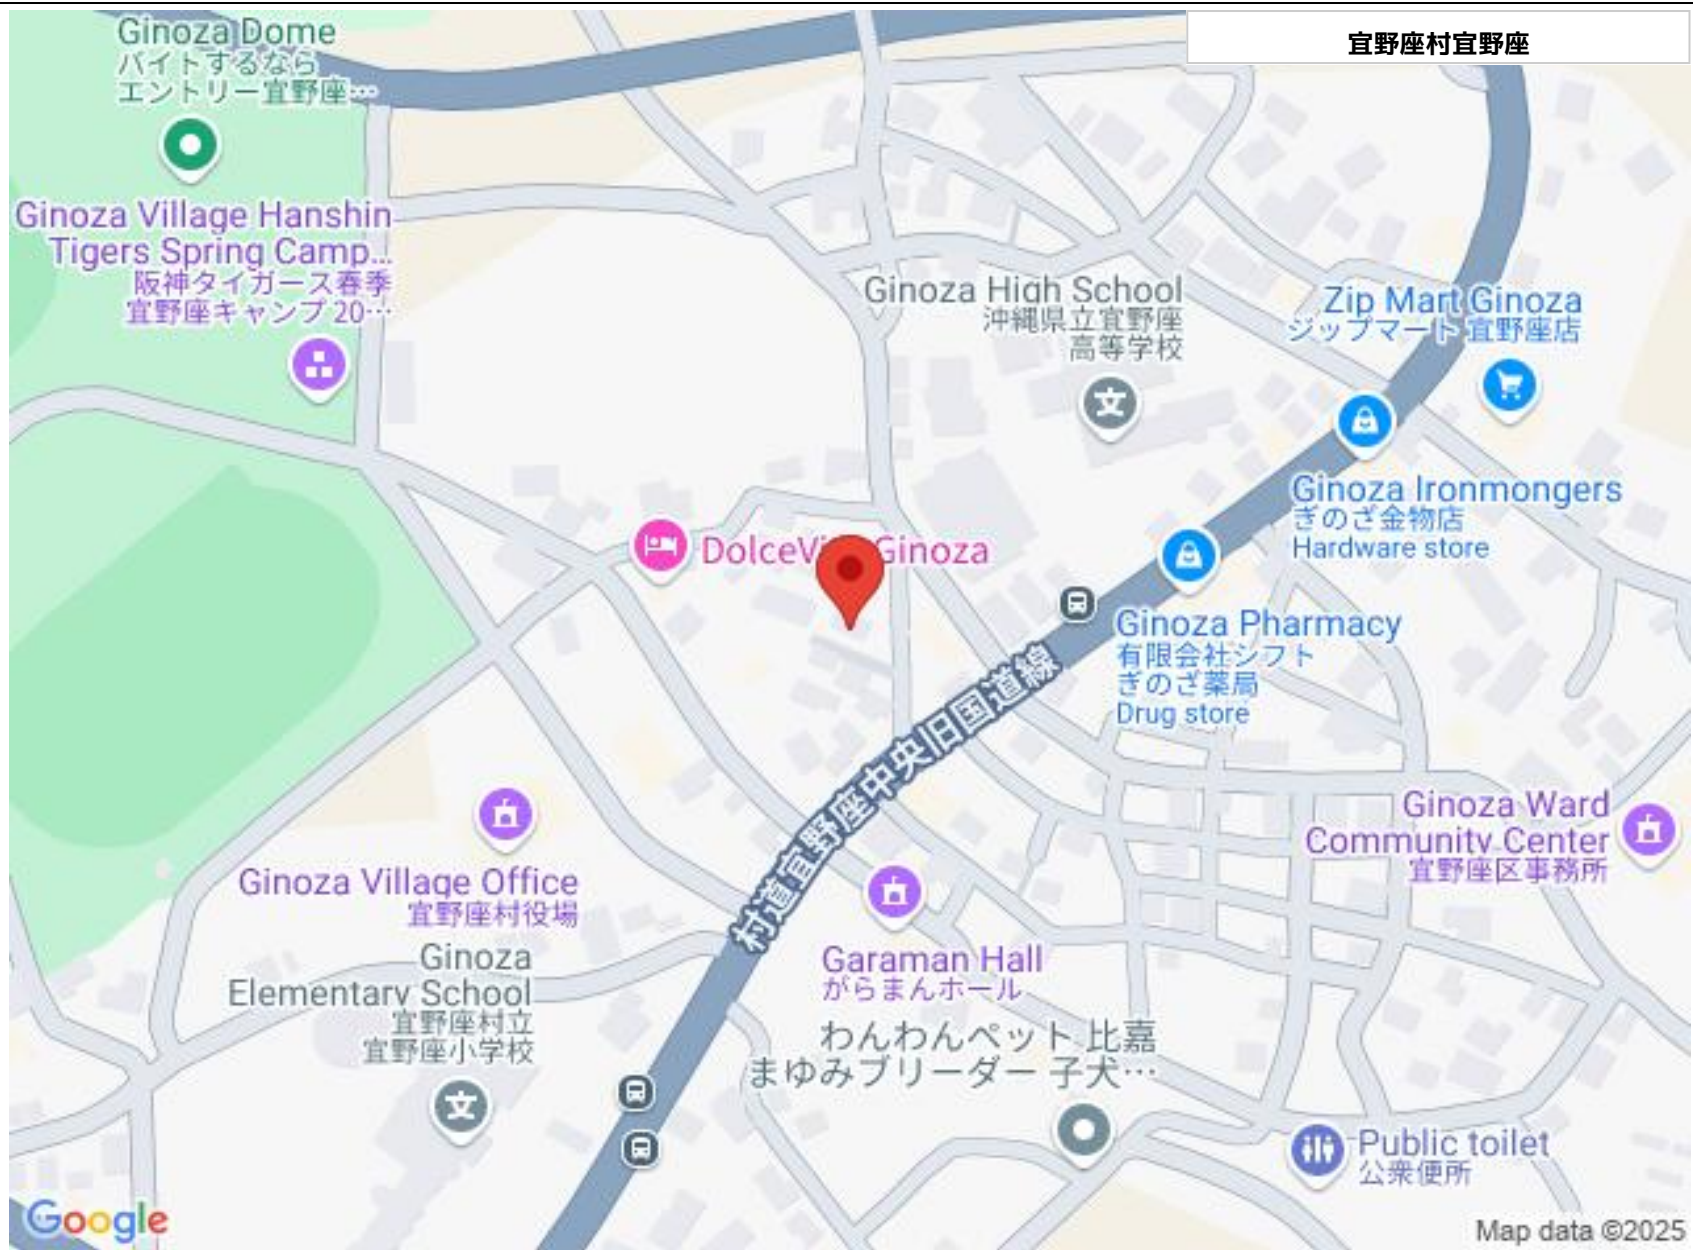 宜野座村宜野座
Ginoza Dome
バイトするなら
エントリー宜野座…
Ginoza Village Hanshin
Tigers Spring Camp...
阪神タイガース春季
宜野座キャンプ 20…
Ginoza High School
沖縄県立宜野座
高等学校
Zip Mart Ginoza
ジップマート 宜野座店
Ginoza Ironmongers
ぎのざ金物店
Hardware store
Ginoza
Ginoza Pharmacy
有限会社シフト
ぎのざ薬局
Drug store
村道宜野座中央旧国道線
Ginoza Ward
Community Center
宜野座区事務所
Ginoza Village Office
宜野座村役場
Garaman Hall
がらまんホール
Ginoza
Elementary School
宜野座村立
宜野座小学校
わんわんペット 比嘉
まゆみブリーダー 子犬…
Public toilet
公衆便所
Google
Map data ©2025